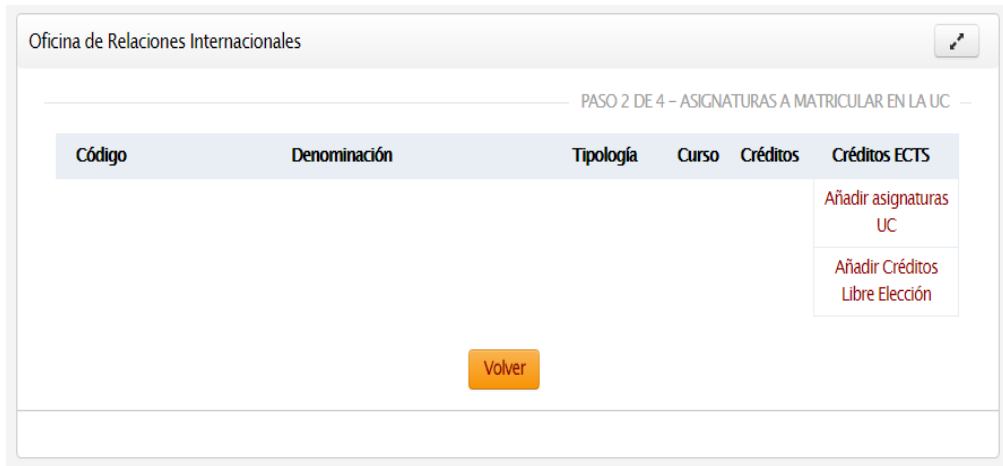 Oficina de Relaciones Internacionales
PASO 2 DE 4 – ASIGNATURAS A MATRICULAR EN LA UC
Código Denominación Tipología Curso Créditos Créditos ECTS
Añadir asignaturas
UC
Añadir Créditos
Libre Elección
Volver